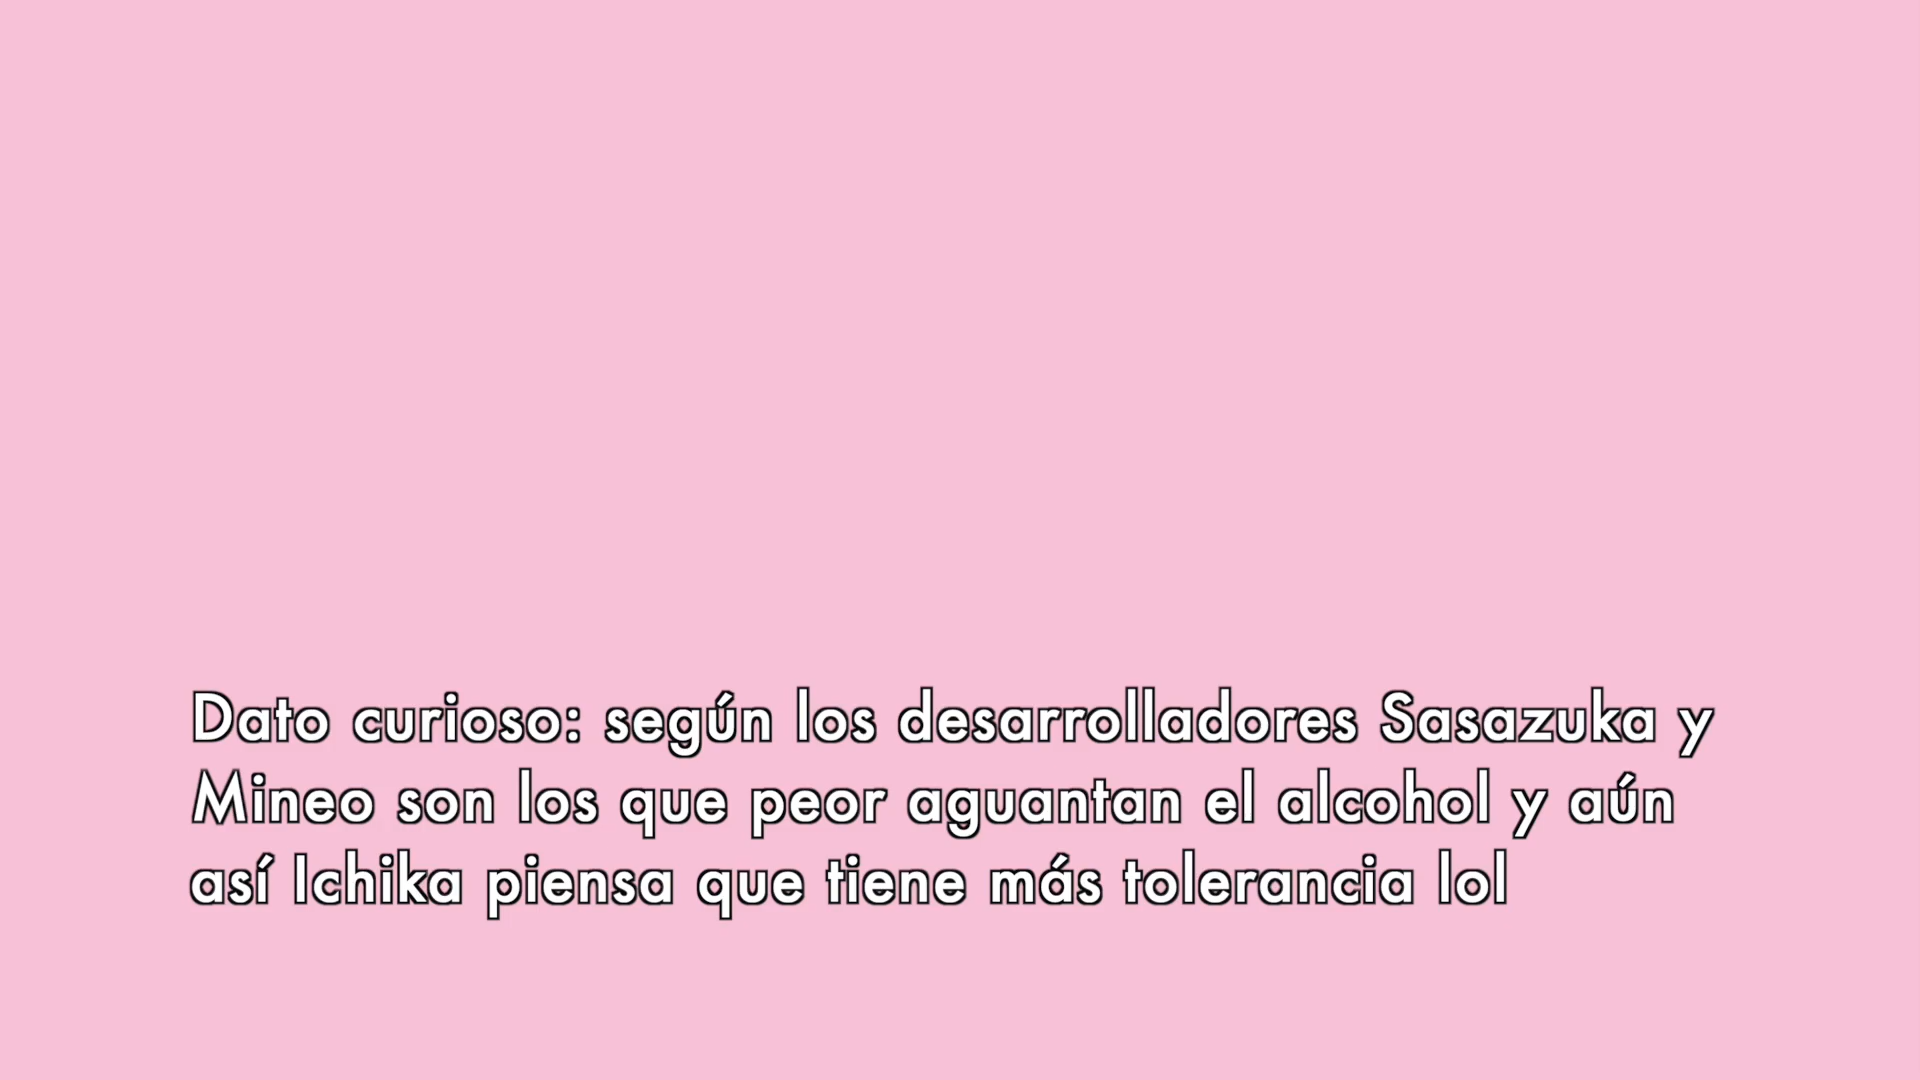 Dato curioso: según los desarrolladores Sasazuka y
Mineo son los que peor aguantan el alcohol y aún
así Ichika piensa que tiene más tolerancia lol